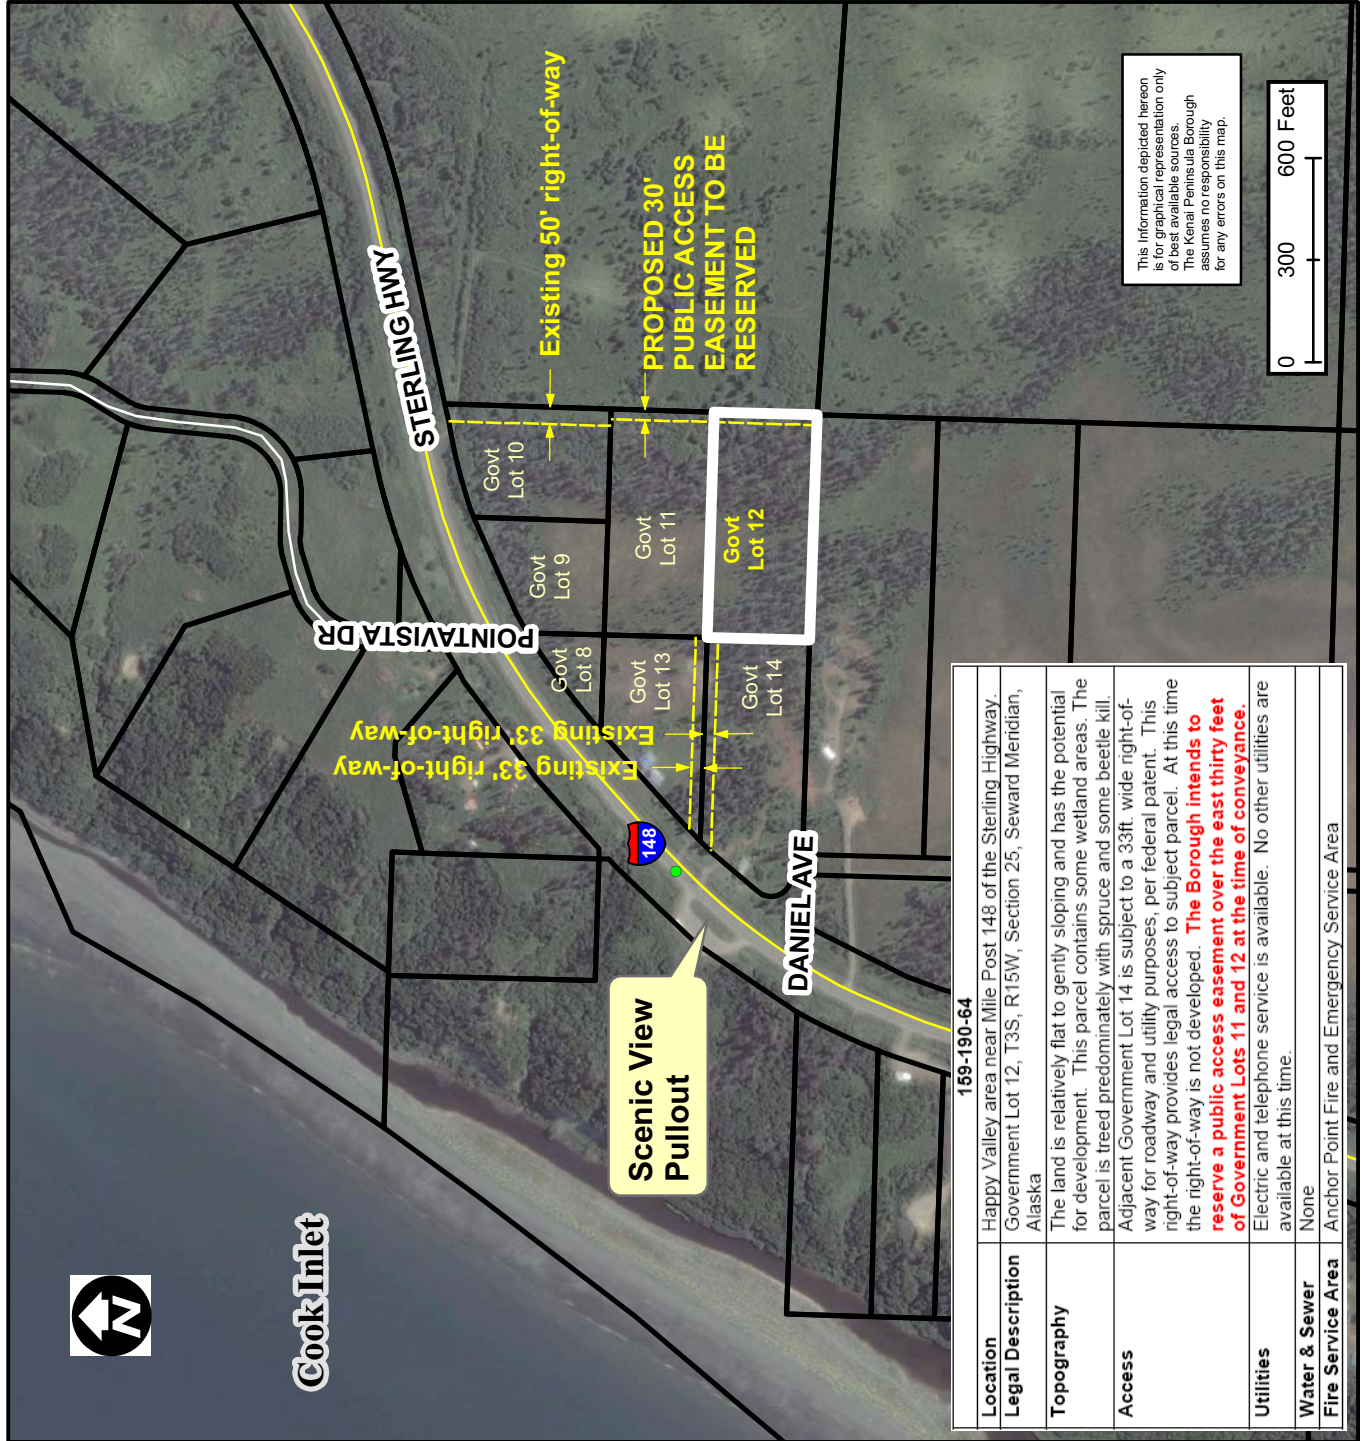 N
Cook Inlet
Scenic View
Pullout
148
DANIEL AVE
POINTAVISTA DR
STERLING HWY
Existing 33' right-of-way
Existing 33' right-of-way
Govt
Lot 8
Govt
Lot 9
Govt
Lot 10
Govt
Lot 11
Govt
Lot 12
Govt
Lot 13
Govt
Lot 14
Existing 50' right-of-way
PROPOSED 30'
PUBLIC ACCESS
EASEMENT TO BE
RESERVED
This Information depicted hereon
is for graphical representation only
of best available sources.
The Kenai Peninsula Borough
assumes no responsibility
for any errors on this map.
0 300 600 Feet
159-190-64
Location Happy Valley area near Mile Post 148 of the Sterling Highway.
Legal Description Government Lot 12, T3S, R15W, Section 25, Seward Meridian,
Alaska
Topography The land is relatively flat to gently sloping and has the potential
for development. This parcel contains some wetland areas. The
parcel is treed predominately with spruce and some beetle kill.
Access Adjacent Government Lot 14 is subject to a 33ft. wide right-of-
way for roadway and utility purposes, per federal patent. This
right-of-way provides legal access to subject parcel. At this time
the right-of-way is not developed. The Borough intends to
reserve a public access easement over the east thirty feet
of Government Lots 11 and 12 at the time of conveyance.
Utilities Electric and telephone service is available. No other utilities are
available at this time.
Water & Sewer None
Fire Service Area Anchor Point Fire and Emergency Service Area